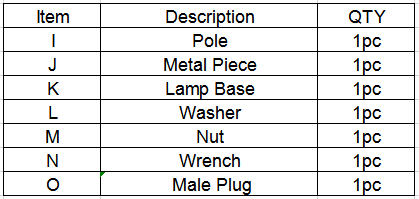 Item Description QTY
I Pole 1pc
J Metal Piece 1pc
K Lamp Base 1pc
L Washer 1pc
M Nut 1pc
N Wrench 1pc
O Male Plug 1pc